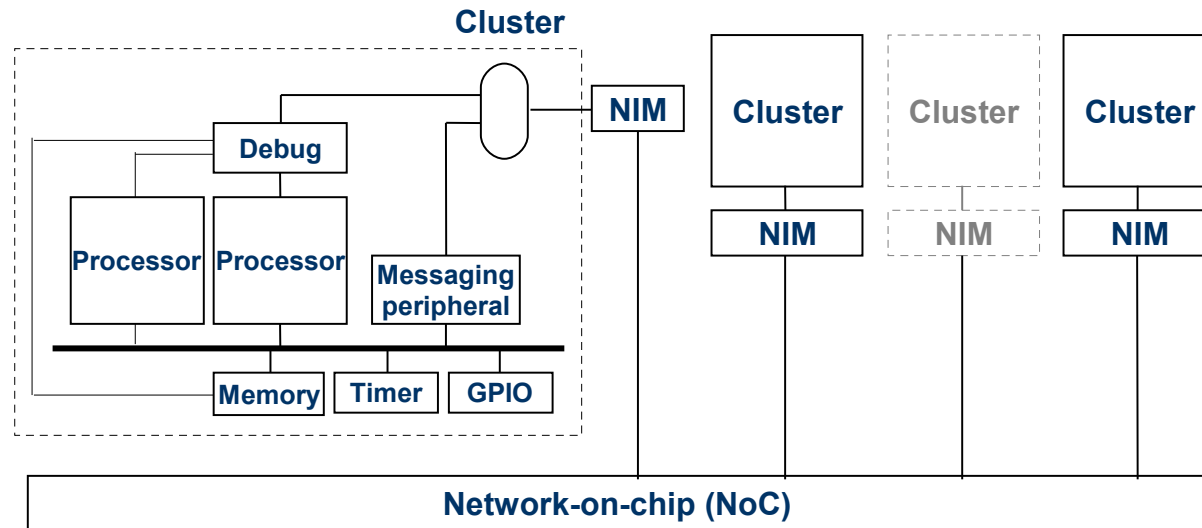 Cluster
NIM
Cluster
Cluster
Cluster
Debug
Processor
Processor
Messaging
peripheral
NIM
NIM
NIM
Memory
Timer
GPIO
Network-on-chip (NoC)